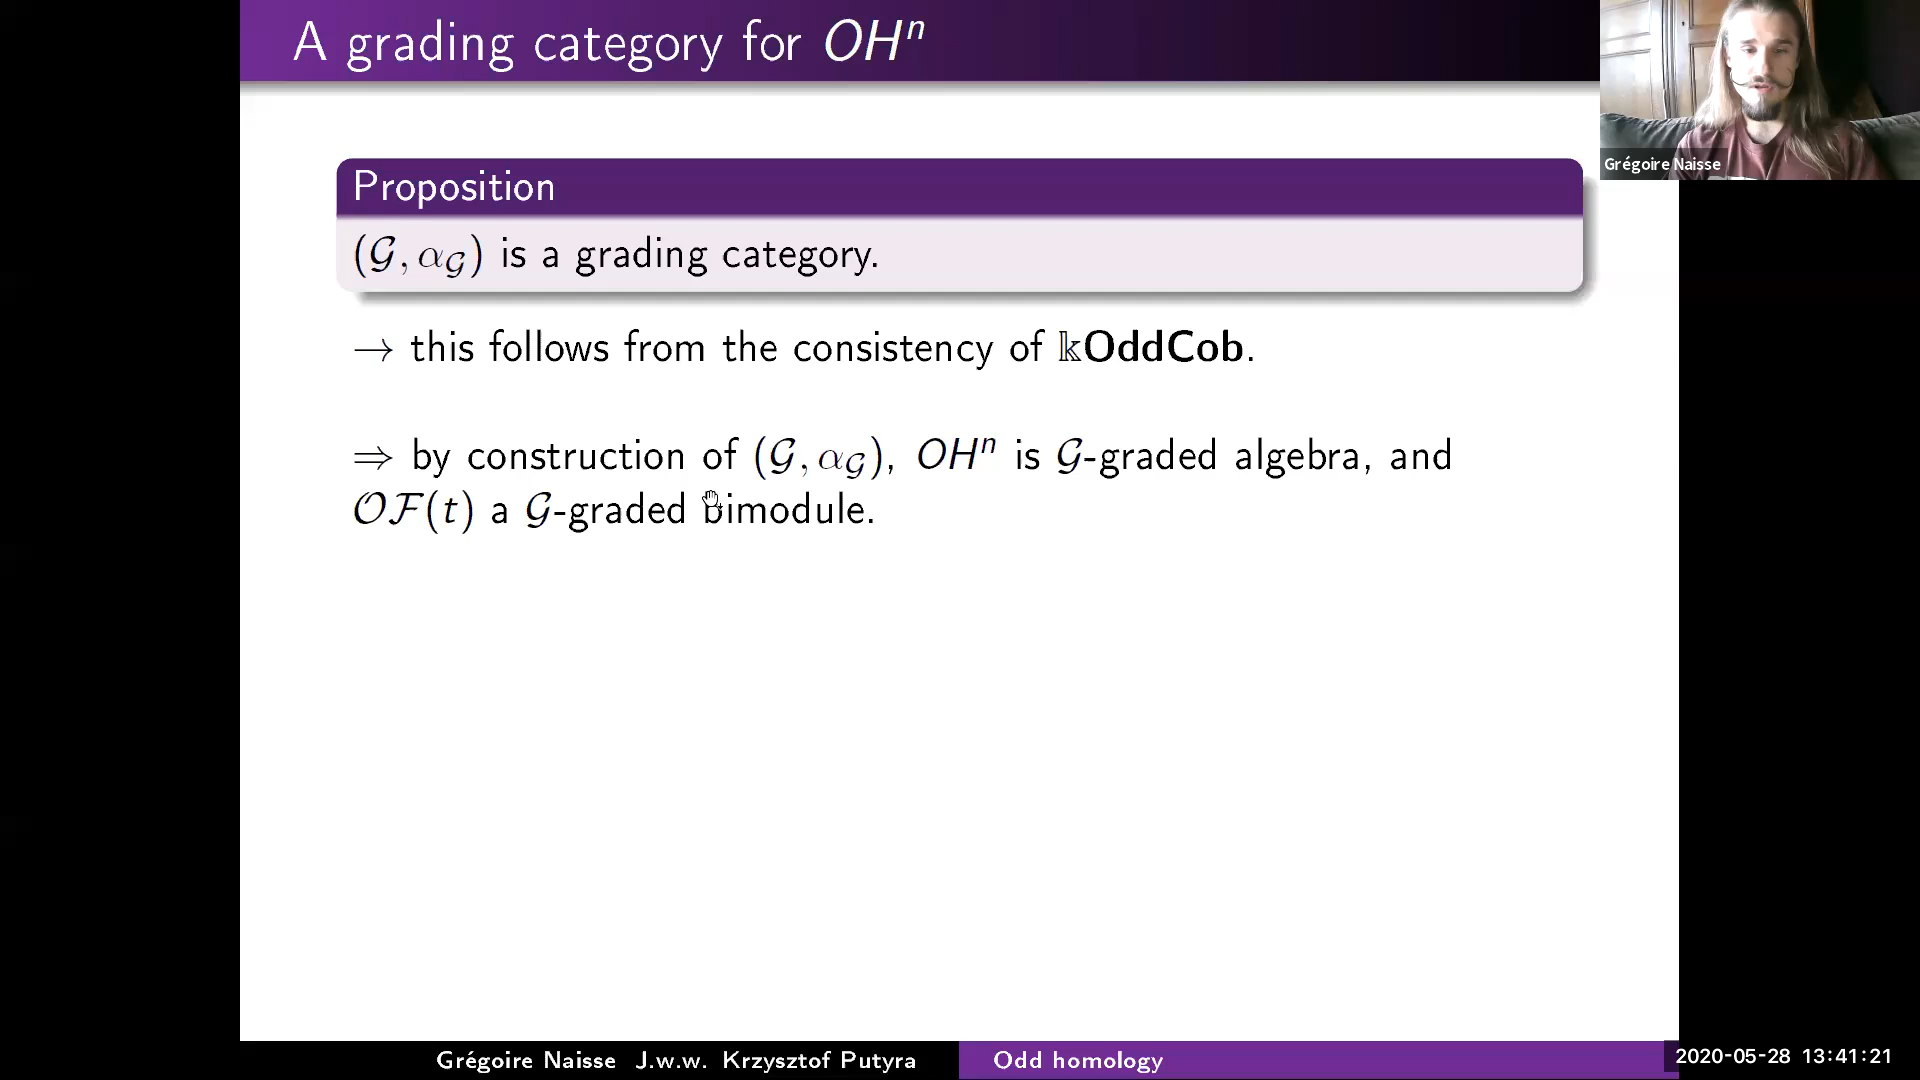 A grading category for OHⁿ
Grégoire Naisse
Proposition
(𝒢, α_𝒢) is a grading category.
→ this follows from the consistency of 𝕜OddCob.
⇒ by construction of (𝒢, α_𝒢), OHⁿ is 𝒢-graded algebra, and
𝒪ℱ(t) a 𝒢-graded bimodule.
Grégoire Naisse J.w.w. Krzysztof Putyra
Odd homology
2020-05-28 13:41:21